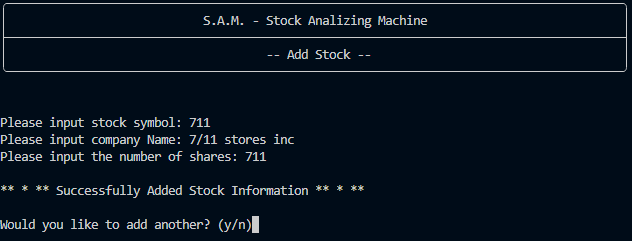 S.A.M. - Stock Analizing Machine
-- Add Stock --
Please input stock symbol: 711
Please input company Name: 7/11 stores inc
Please input the number of shares: 711
** * ** Successfully Added Stock Information ** * **
Would you like to add another? (y/n)